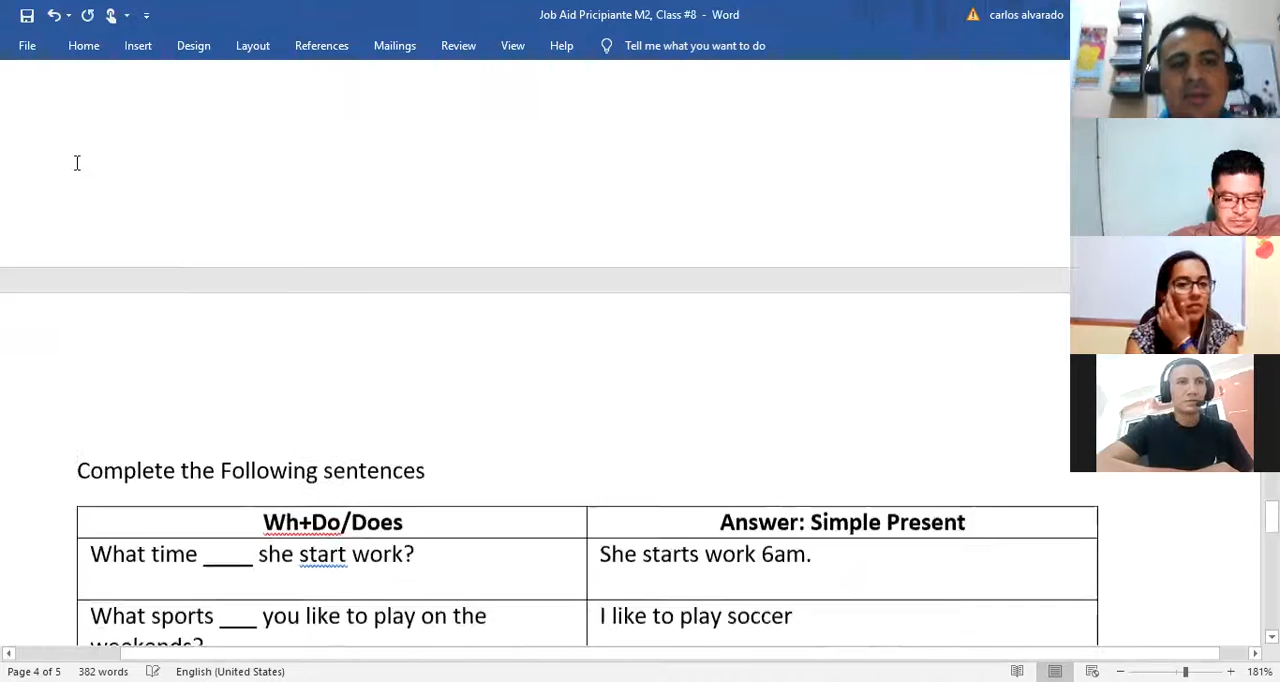 Job Aid Pricipiante M2, Class #8 - Word
carlos alvarado
File Home Insert Design Layout References Mailings Review View Help Tell me what you want to do
Complete the Following sentences
Wh+Do/Does Answer: Simple Present
What time ____ she start work? She starts work 6am.
What sports ___ you like to play on the I like to play soccer
weekends?
Page 4 of 5 382 words English (United States) 181%